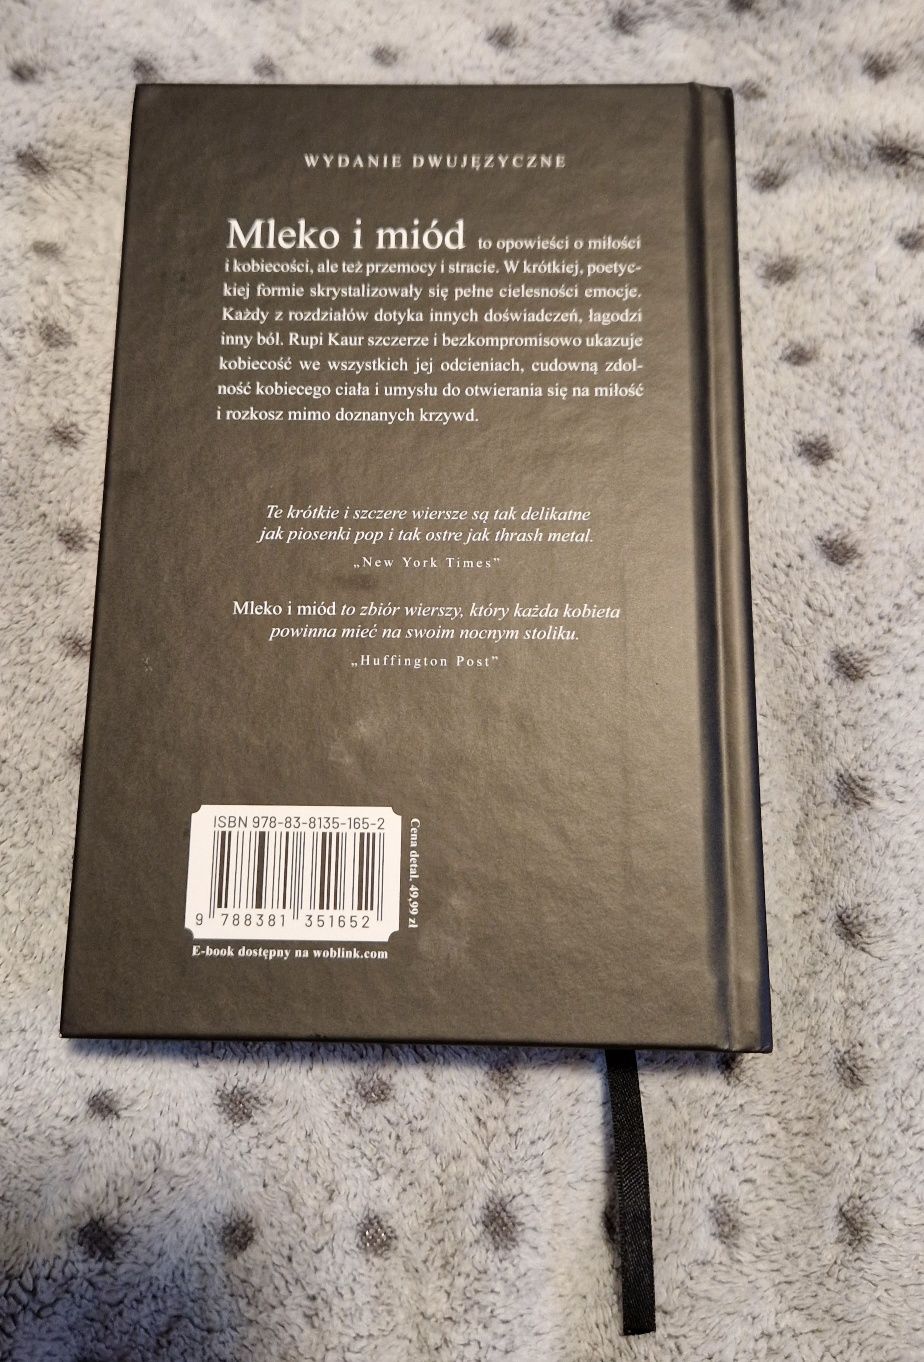 WYDANIE DWUJĘZYCZNE
Mleko i miód to opowieści o miłości
i kobiecości, ale też przemocy i stracie. W krótkiej, poetyc-
kiej formie skrystalizowały się pełne cielesności emocje.
Każdy z rozdziałów dotyka innych doświadczeń, łagodzi
inny ból. Rupi Kaur szczerze i bezkompromisowo ukazuje
kobiecość we wszystkich jej odcieniach, cudowną zdol-
ność kobiecego ciała i umysłu do otwierania się na miłość
i rozkosz mimo doznanych krzywd.
Te krótkie i szczere wiersze są tak delikatne
jak piosenki pop i tak ostre jak thrash metal.
„New York Times”
Mleko i miód to zbiór wierszy, który każda kobieta
powinna mieć na swoim nocnym stoliku.
„Huffington Post”
ISBN 978-83-8135-165-2
9 788381 351652
Cena detal. 49,99 zł
E-book dostępny na woblink.com